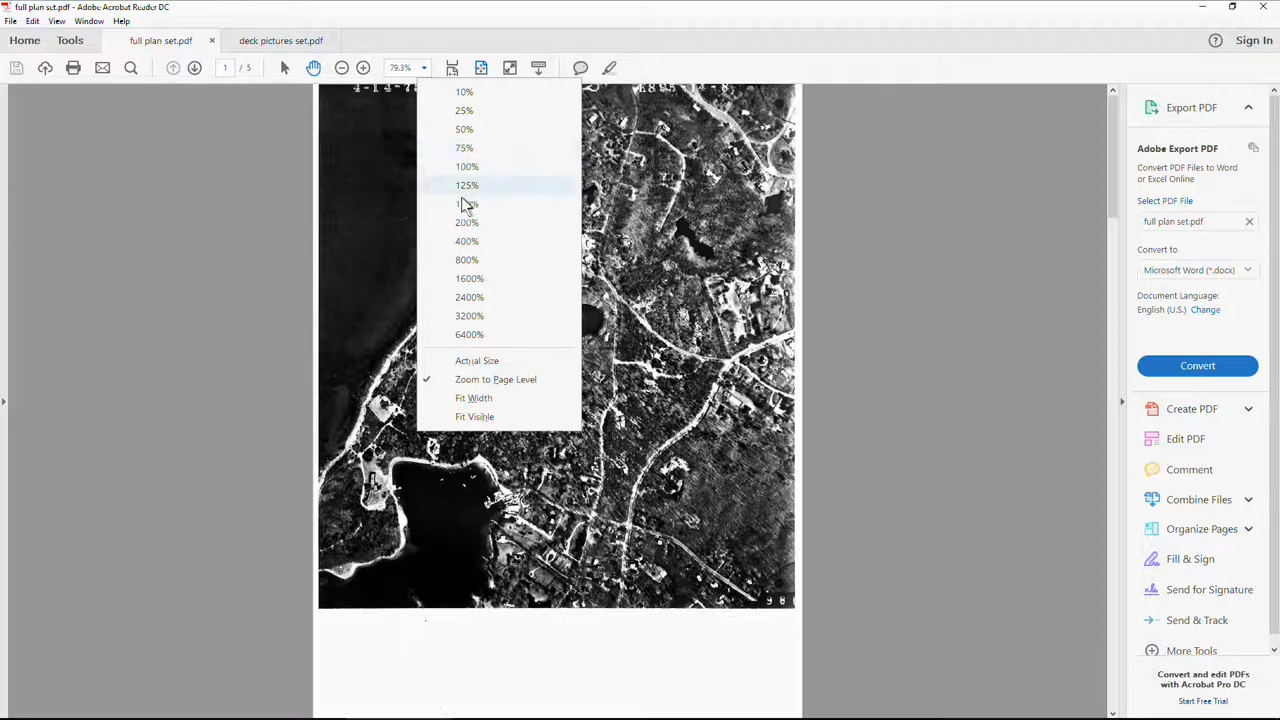 full plan set.pdf - Adobe Acrobat Reader DC
File Edit View Window Help
Home Tools full plan set.pdf × deck pictures set.pdf ? Sign In
1 / 5 79.3%
10%
25%
50%
75%
100%
125%
200%
400%
800%
1600%
2400%
3200%
6400%
Actual Size
Zoom to Page Level
Fit Width
Fit Visible
Export PDF
Adobe Export PDF
Convert PDF Files to Word
or Excel Online
Select PDF File
full plan set.pdf
Convert to
Microsoft Word (*.docx)
Document Language:
English (U.S.) Change
Convert
Create PDF
Edit PDF
Comment
Combine Files
Organize Pages
Fill & Sign
Send for Signature
Send & Track
More Tools
Convert and edit PDFs
with Acrobat Pro DC
Start Free Trial